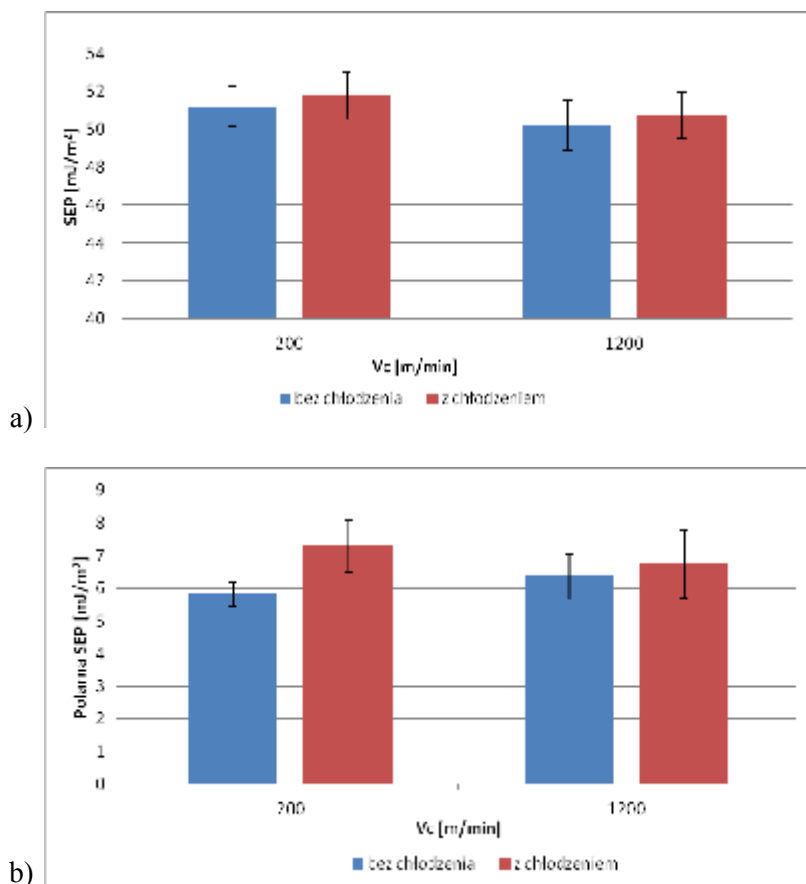 54
52
50
48
46
44
42
40
SEP [mJ/m²]
200 1200
Vc [m/min]
bez chłodzenia z chłodzeniem
a)
9
8
7
6
5
4
3
2
1
0
Polarna SEP [mJ/m²]
200 1200
Vc [m/min]
bez chłodzenia z chłodzeniem
b)